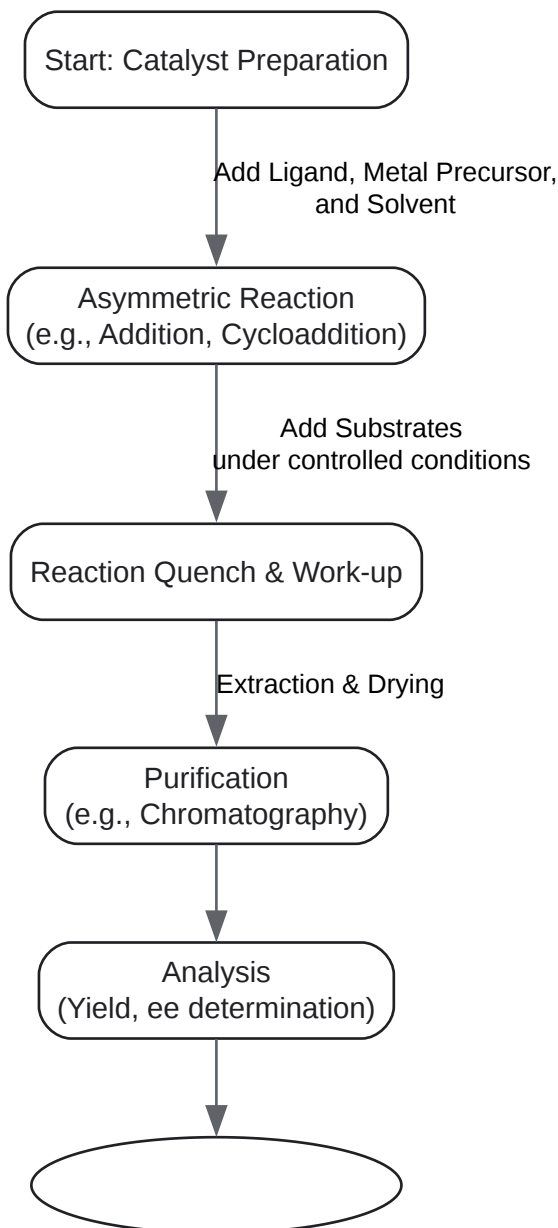 Start: Catalyst Preparation
Add Ligand, Metal Precursor,
and Solvent
Asymmetric Reaction
(e.g., Addition, Cycloaddition)
Add Substrates
under controlled conditions
Reaction Quench & Work-up
Extraction & Drying
Purification
(e.g., Chromatography)
Analysis
(Yield, ee determination)